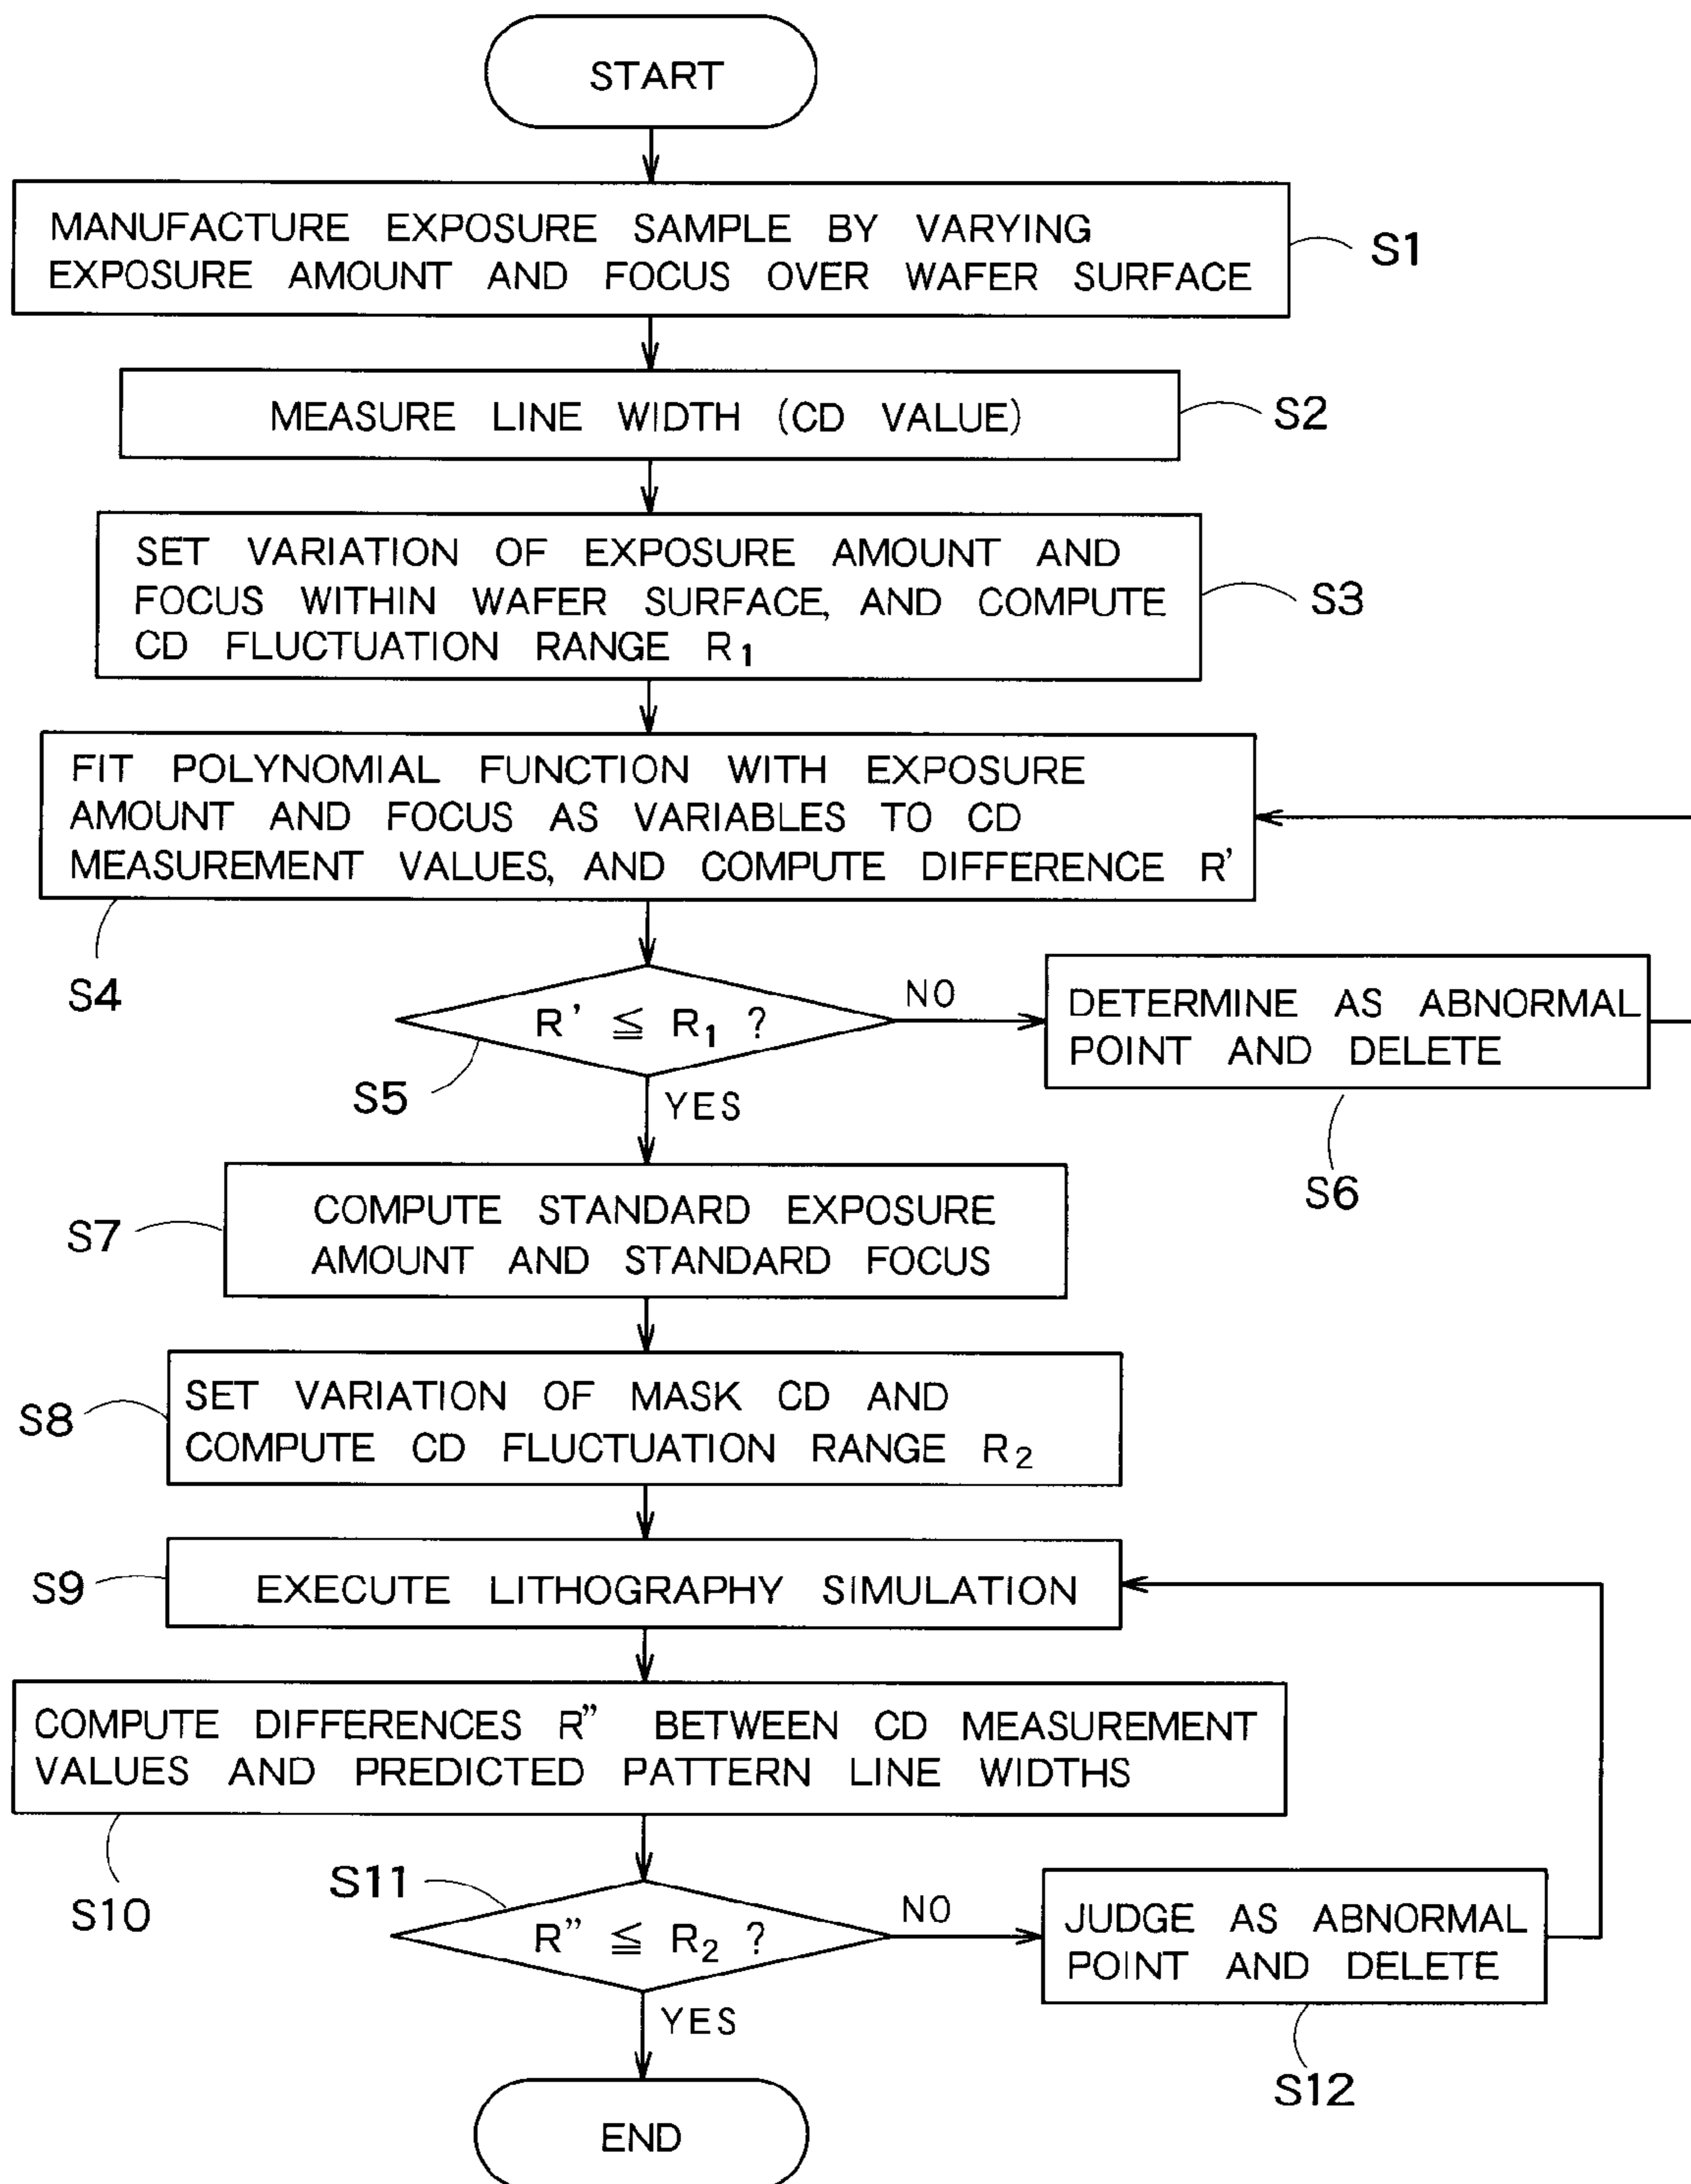 START
MANUFACTURE EXPOSURE SAMPLE BY VARYING
EXPOSURE AMOUNT AND FOCUS OVER WAFER SURFACE
S1
MEASURE LINE WIDTH (CD VALUE)
S2
SET VARIATION OF EXPOSURE AMOUNT AND
FOCUS WITHIN WAFER SURFACE, AND COMPUTE
CD FLUCTUATION RANGE R1
S3
FIT POLYNOMIAL FUNCTION WITH EXPOSURE
AMOUNT AND FOCUS AS VARIABLES TO CD
MEASUREMENT VALUES, AND COMPUTE DIFFERENCE R'
S4
R' ≦ R1 ?
S5
NO
DETERMINE AS ABNORMAL
POINT AND DELETE
S6
YES
COMPUTE STANDARD EXPOSURE
AMOUNT AND STANDARD FOCUS
S7
SET VARIATION OF MASK CD AND
COMPUTE CD FLUCTUATION RANGE R2
S8
EXECUTE LITHOGRAPHY SIMULATION
S9
COMPUTE DIFFERENCES R" BETWEEN CD MEASUREMENT
VALUES AND PREDICTED PATTERN LINE WIDTHS
S10
S11
R" ≦ R2 ?
NO
JUDGE AS ABNORMAL
POINT AND DELETE
S12
YES
END